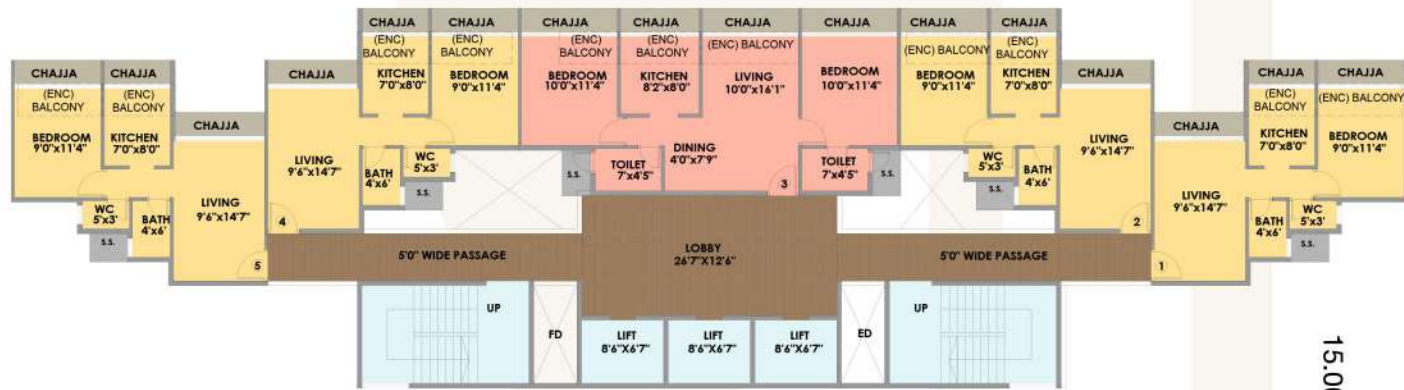 CHAJJA
CHAJJA
CHAJJA
CHAJJA
CHAJJA
CHAJJA
CHAJJA
CHAJJA
(ENC)
BALCONY
(ENC)
BALCONY
(ENC)
BALCONY
(ENC)
BALCONY
(ENC) BALCONY
(ENC) BALCONY
(ENC)
BALCONY
KITCHEN
7'0"x8'0"
BEDROOM
9'0"x11'4"
BEDROOM
10'0"x11'4"
KITCHEN
8'2"x8'0"
LIVING
10'0"x16'1"
BEDROOM
10'0"x11'4"
BEDROOM
9'0"x11'4"
KITCHEN
7'0"x8'0"
CHAJJA
CHAJJA
CHAJJA
CHAJJA
CHAJJA
CHAJJA
(ENC)
BALCONY
(ENC)
BALCONY
(ENC)
BALCONY
(ENC) BALCONY
CHAJJA
CHAJJA
BEDROOM
9'0"x11'4"
KITCHEN
7'0"x8'0"
LIVING
9'6"x14'7"
BATH
4'x6'
WC
5'x3'
S.S.
S.S.
TOILET
7'x4'5"
DINING
4'0"x7'9"
3
TOILET
7'x4'5"
S.S.
WC
5'x3'
S.S.
BATH
4'x6'
LIVING
9'6"x14'7"
KITCHEN
7'0"x8'0"
BEDROOM
9'0"x11'4"
WC
5'x3'
S.S.
BATH
4'x6'
LIVING
9'6"x14'7"
4
2
LIVING
9'6"x14'7"
BATH
4'x6'
WC
5'x3'
S.S.
5
5'0" WIDE PASSAGE
LOBBY
26'7"X12'6"
5'0" WIDE PASSAGE
1
UP
FD
LIFT
8'6"X6'7"
LIFT
8'6"X6'7"
LIFT
8'6"X6'7"
ED
UP